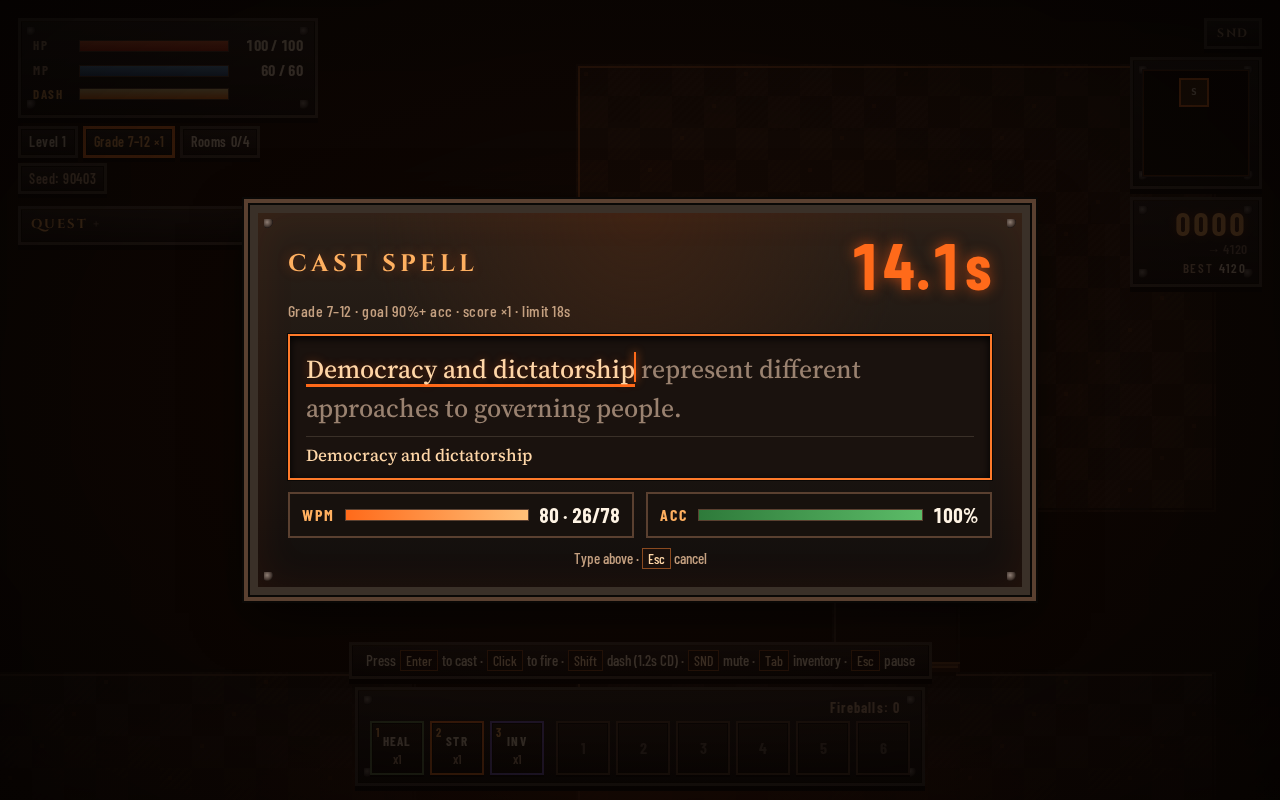 HP 100 / 100
MP 60 / 60
DASH
Level 1 Grade 7–12 ×1 Rooms 0/4
Seed: 90403
QUEST
SND
S
0000
→ 4120
BEST 4120
CAST SPELL
14.1s
Grade 7–12 · goal 90%+ acc · score ×1 · limit 18s
Democracy and dictatorship represent different
approaches to governing people.
Democracy and dictatorship
WPM 80 · 26/78 ACC 100%
Type above · Esc cancel
Press Enter to cast · Click to fire · Shift dash (1.2s CD) · SND mute · Tab inventory · Esc pause
Fireballs: 0
1 HEAL x1 2 STR x1 3 INV x1 1 2 3 4 5 6